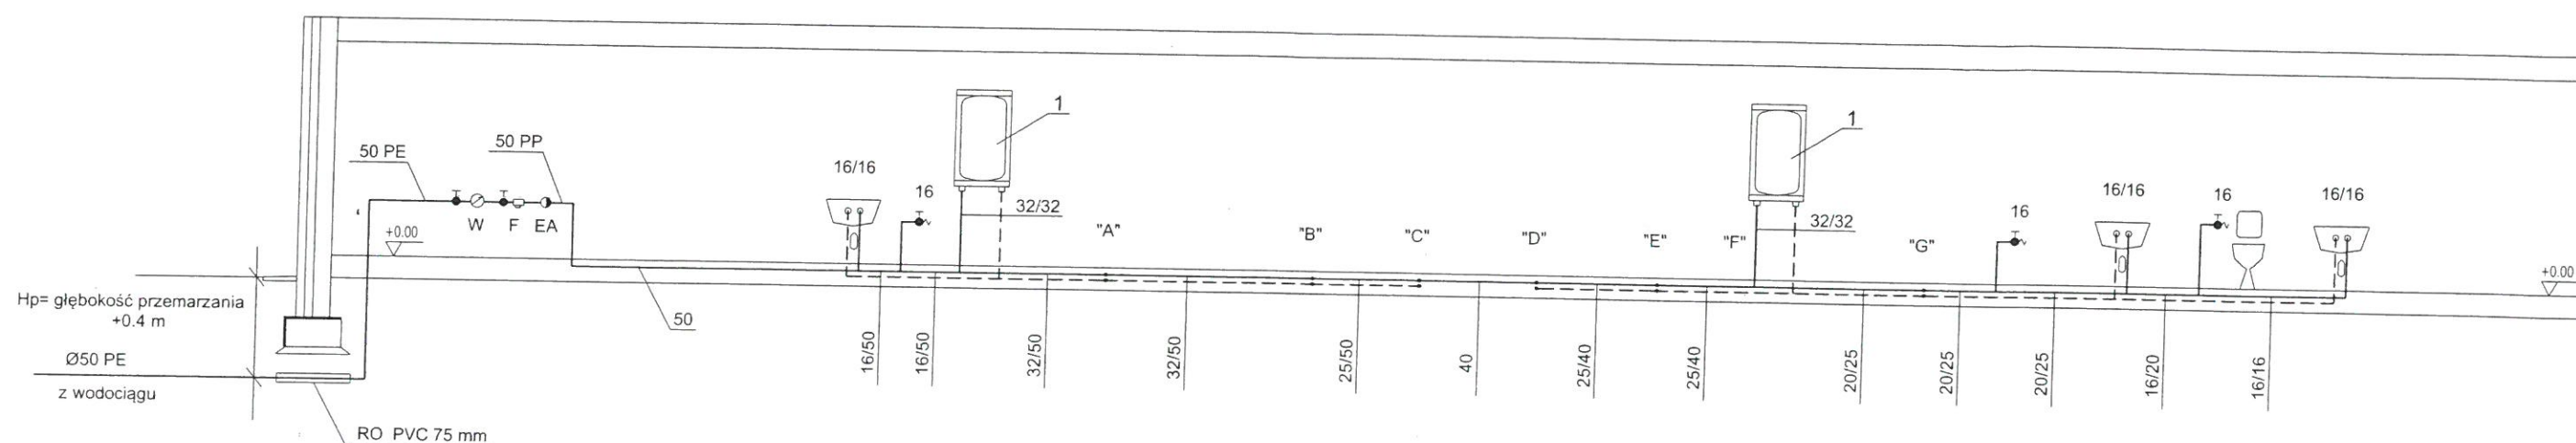 1
1
50 PE
50 PP
16/16
16
32/32
16/16
16
16/16
16
32/32
W
F
EA
+0.00
"A"
"B"
"C"
"D"
"E"
"F"
"G"
+0.00
Hp= głębokość przemarzania
+0.4 m
50
Ø50 PE
z wodociągu
16/50
16/50
32/50
32/50
25/50
40
25/40
25/40
20/25
20/25
20/25
16/20
16/16
RO PVC 75 mm